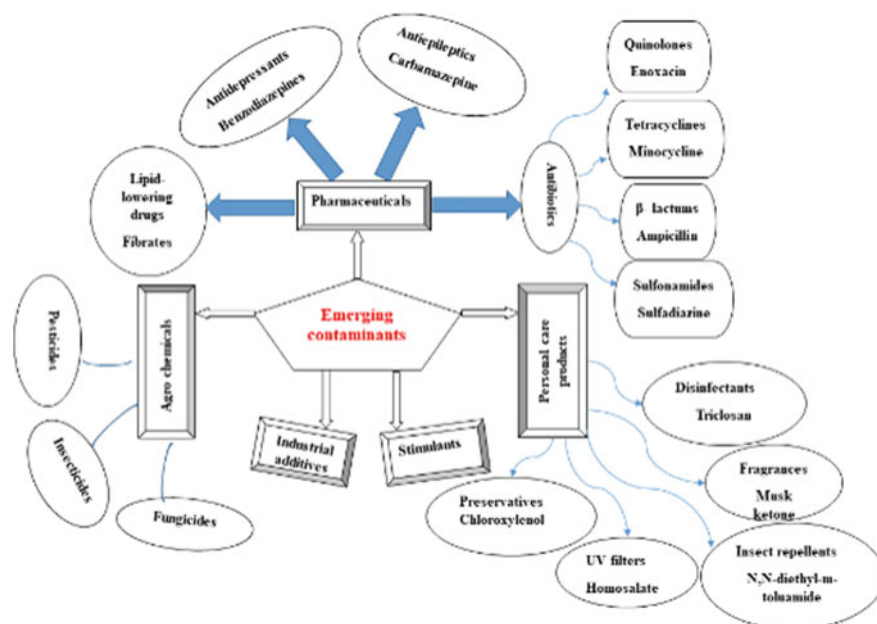 Antidepressants
Benzodiazepines
Antiepileptics
Carbamazepine
Quinolones
Enoxacin
Tetracyclines
Minocycline
β- lactums
Ampicillin
Sulfonamides
Sulfadiazine
Antibiotics
Pharmaceuticals
Lipid-
lowering
drugs
Fibrates
Emerging
contaminants
Agro chemicals
Pesticides
Insecticides
Fungicides
Industrial
additives
Stimulants
Personal care
products
Disinfectants
Triclosan
Fragrances
Musk
ketone
Insect repellents
N,N-diethyl-m-
toluamide
UV filters
Homosalate
Preservatives
Chloroxylenol